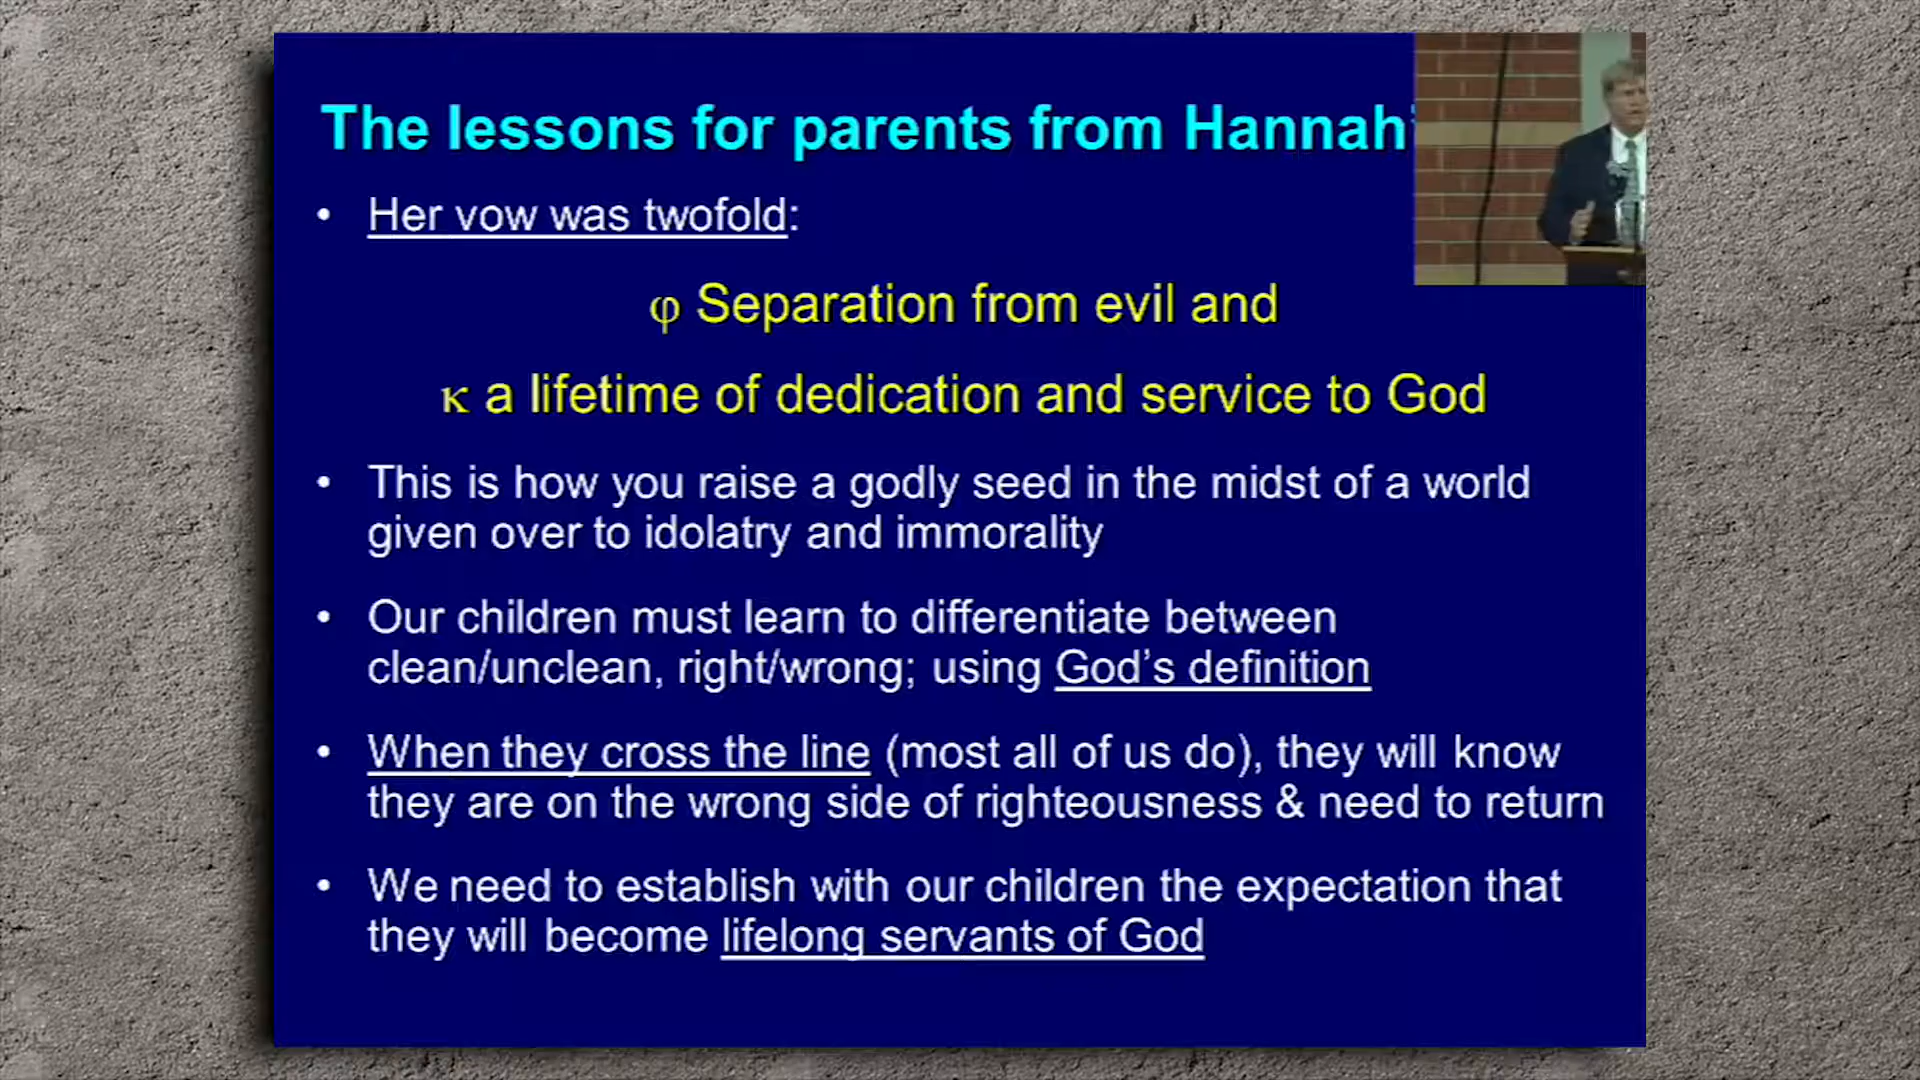 The lessons for parents from Hannah
• Her vow was twofold:
φ Separation from evil and
κ a lifetime of dedication and service to God
• This is how you raise a godly seed in the midst of a world
given over to idolatry and immorality
• Our children must learn to differentiate between
clean/unclean, right/wrong; using God's definition
• When they cross the line (most all of us do), they will know
they are on the wrong side of righteousness & need to return
• We need to establish with our children the expectation that
they will become lifelong servants of God